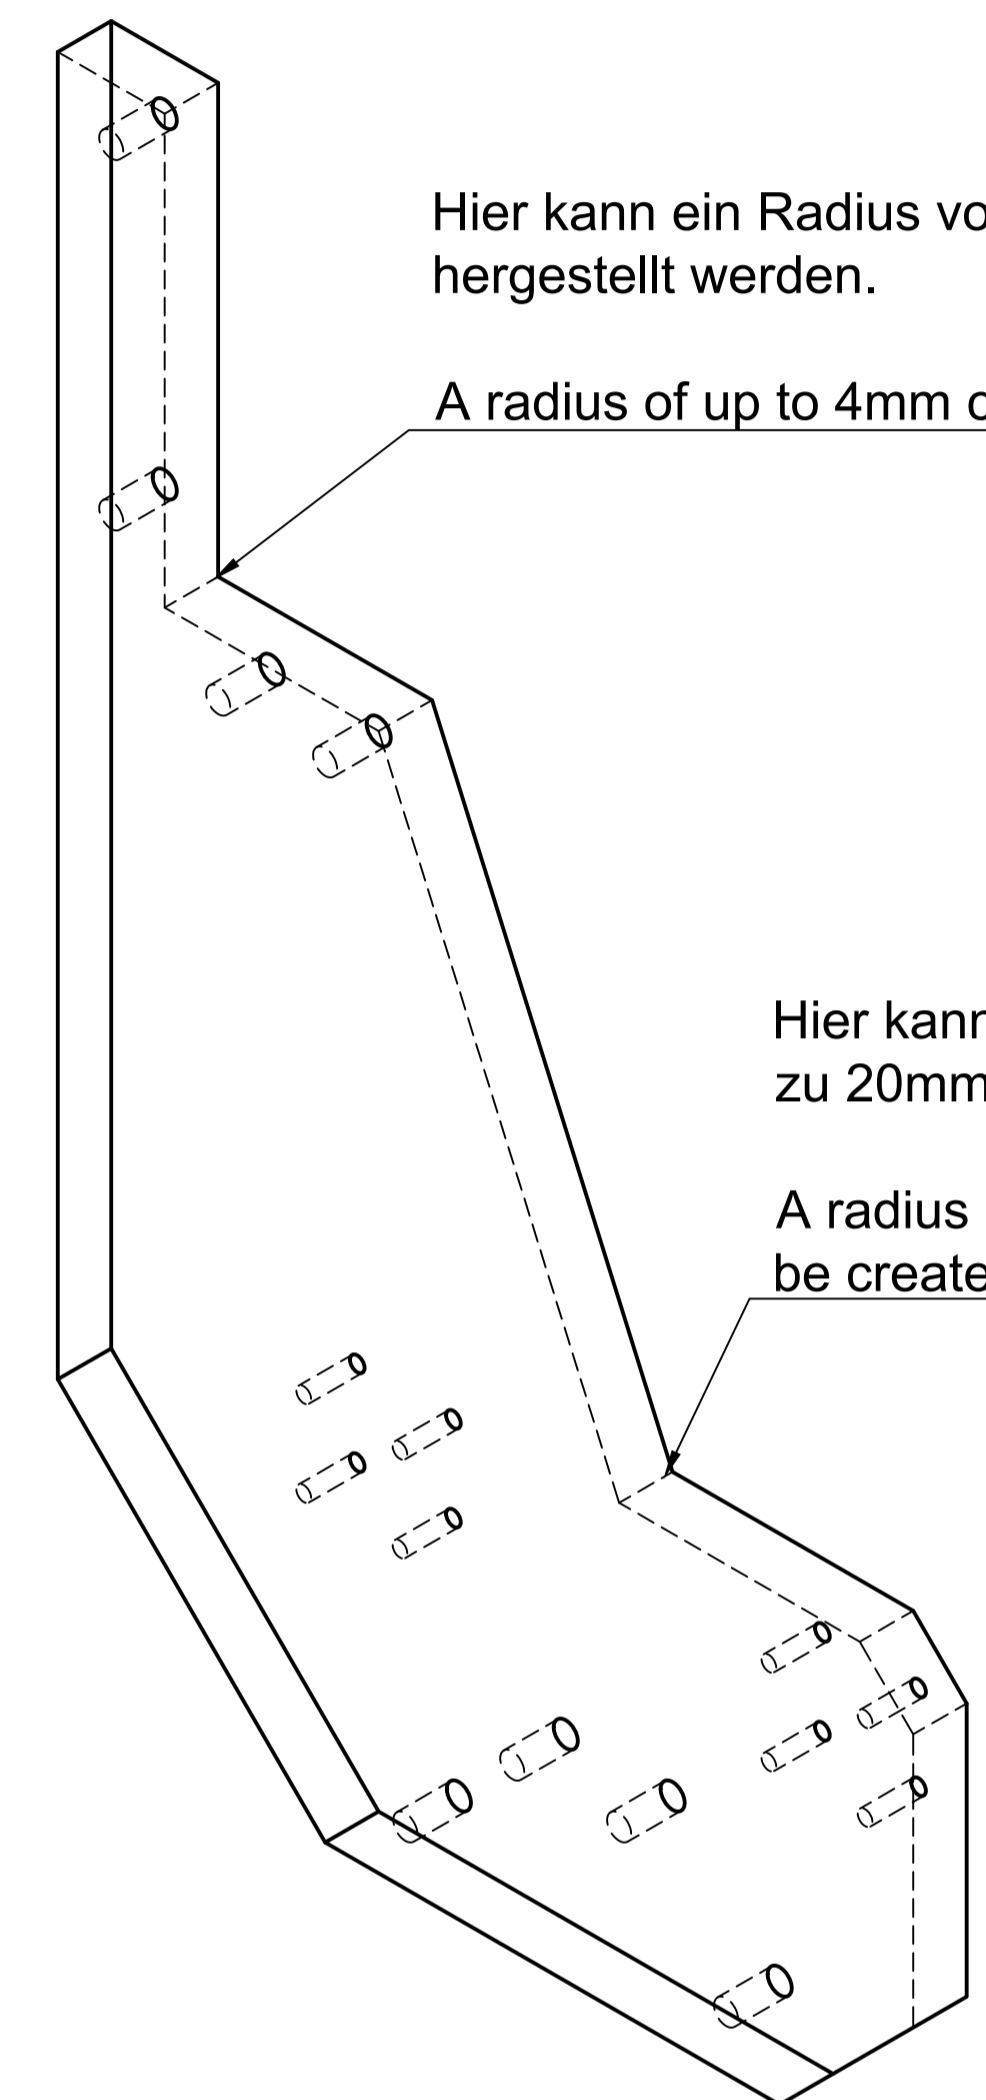 Hier kann ein Radius vo
hergestellt werden.
A radius of up to 4mm
Hier kann
zu 20mm
A radius
be create